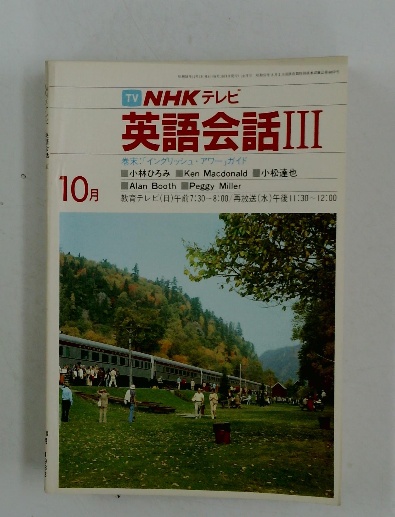 TV NHKテレビ
英語会話III
巻末:「イングリッシュ・アワー」ガイド
■小林ひろみ ■Ken Macdonald ■小松達也
■Alan Booth ■Peggy Miller
10月
教育テレビ(日)午前7:30–8:00/再放送(水)午後11:30–12:00